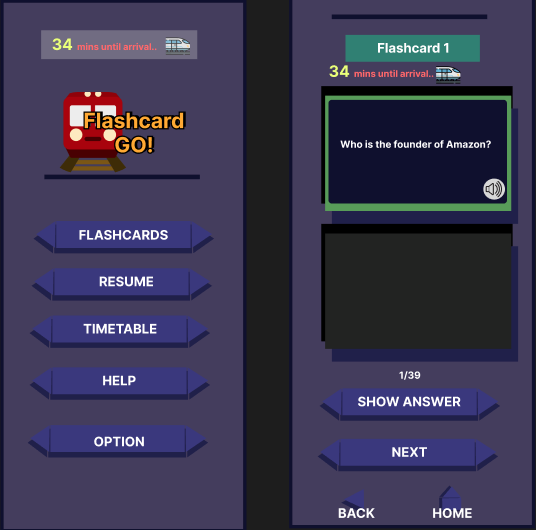 34 mins until arrival..
Flashcard
GO!
FLASHCARDS
RESUME
TIMETABLE
HELP
OPTION
Flashcard 1
34 mins until arrival..
Who is the founder of Amazon?
1/39
SHOW ANSWER
NEXT
BACK
HOME